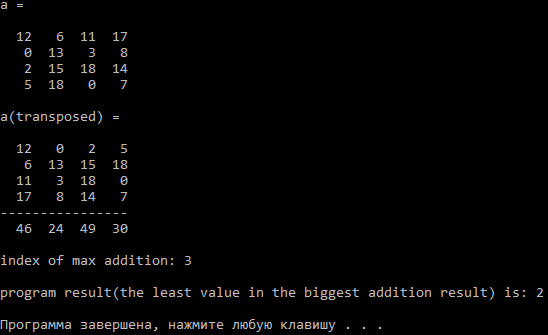 a =
12 6 11 17
0 13 3 8
2 15 18 14
5 18 0 7
a(transposed) =
12 0 2 5
6 13 15 18
11 3 18 0
17 8 14 7
----------------
46 24 49 30
index of max addition: 3
program result(the least value in the biggest addition result) is: 2
Программа завершена, нажмите любую клавишу . . .